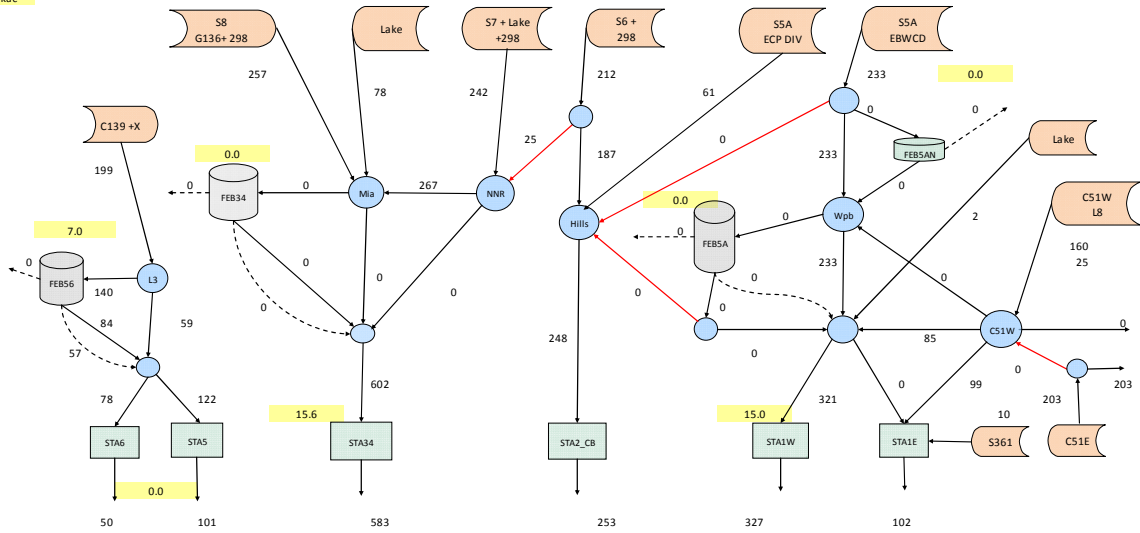 S8
G136+ 298
Lake
S7 + Lake
+298
S6 +
298
S5A
ECP DIV
S5A
EBWCD
257
78
242
212
61
233
0.0
0
0
C139 +X
25
187
0
233
FEB5AN
Lake
199
0.0
0
0
FEB34
Mia
267
NNR
0
0.0
Hills
0
FEB5A
0
Wpb
2
C51W
L8
7.0
0
FEB56
L3
140
0
0
0
0
0
233
0
160
25
84
59
0
0
0
85
C51W
0
57
248
0
0
78
122
602
321
0
99
203
203
15.6
15.0
10
STA6
STA5
STA34
STA2_CB
STA1W
STA1E
S361
C51E
0.0
50
101
583
253
327
102